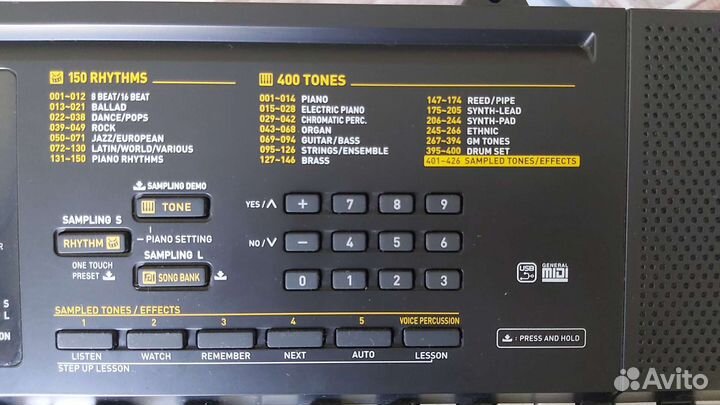 150 RHYTHMS
001~012 8 BEAT/16 BEAT
013~021 BALLAD
022~038 DANCE/POPS
039~049 ROCK
050~071 JAZZ/EUROPEAN
072~130 LATIN/WORLD/VARIOUS
131~150 PIANO RHYTHMS
400 TONES
001~014 PIANO
015~028 ELECTRIC PIANO
029~042 CHROMATIC PERC.
043~068 ORGAN
069~094 GUITAR/BASS
095~126 STRINGS/ENSEMBLE
127~146 BRASS
147~174 REED/PIPE
175~205 SYNTH-LEAD
206~244 SYNTH-PAD
245~266 ETHNIC
267~394 GM TONES
395~400 DRUM SET
401~426 SAMPLED TONES/EFFECTS
SAMPLING DEMO
TONE
SAMPLING S
RHYTHM
PIANO SETTING
SAMPLING L
ONE TOUCH
PRESET
SONG BANK
YES/∧ + 7 8 9
NO/∨ − 4 5 6
0 1 2 3
USB
GENERAL
MIDI
R
S
L
ON
SAMPLED TONES / EFFECTS
1 2 3 4 5 VOICE PERCUSSION
LISTEN WATCH REMEMBER NEXT AUTO LESSON
STEP UP LESSON
: PRESS AND HOLD
Avito